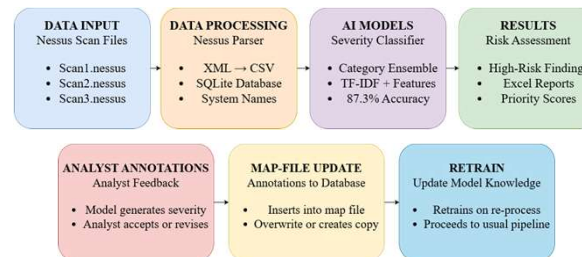 DATA INPUT
Nessus Scan Files
• Scan1.nessus
• Scan2.nessus
• Scan3.nessus
DATA PROCESSING
Nessus Parser
• XML → CSV
• SQLite Database
• System Names
AI MODELS
Severity Classifier
• Category Ensemble
• TF-IDF + Features
• 87.3% Accuracy
RESULTS
Risk Assessment
• High-Risk Finding
• Excel Reports
• Priority Scores
ANALYST ANNOTATIONS
Analyst Feedback
• Model generates severity
• Analyst accepts or revises
MAP-FILE UPDATE
Annotations to Database
• Inserts into map file
• Overwrite or creates copy
RETRAIN
Update Model Knowledge
• Retrains on re-process
• Proceeds to usual pipeline